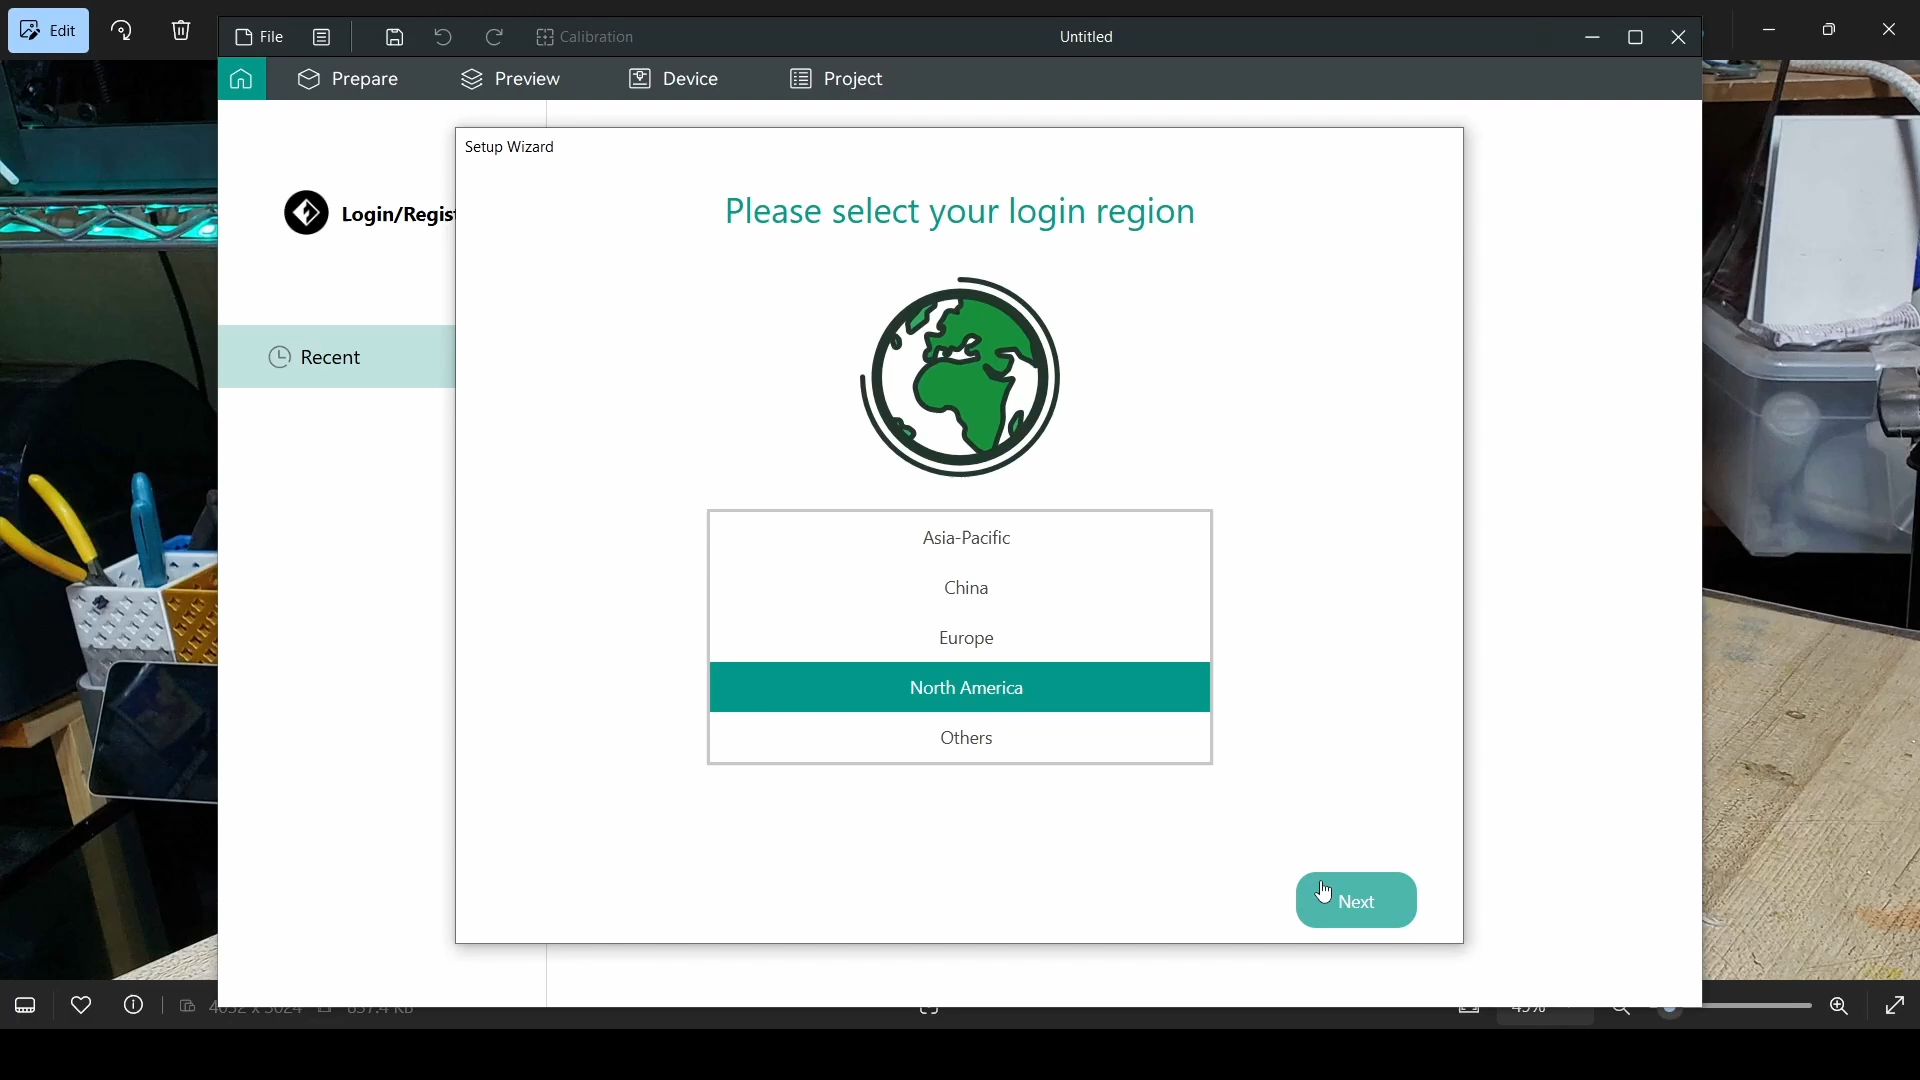 Edit
File
Calibration
Untitled
Prepare
Preview
Device
Project
Setup Wizard
Please select your login region
Login/Regist
Recent
Asia-Pacific
China
Europe
North America
Others
Next